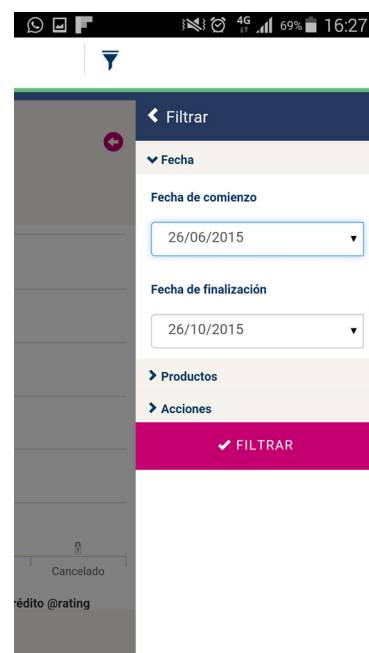 4G 69% 16:27
Filtrar
Fecha
Fecha de comienzo
26/06/2015
Fecha de finalización
26/10/2015
Productos
Acciones
FILTRAR
Cancelado
rédito @rating